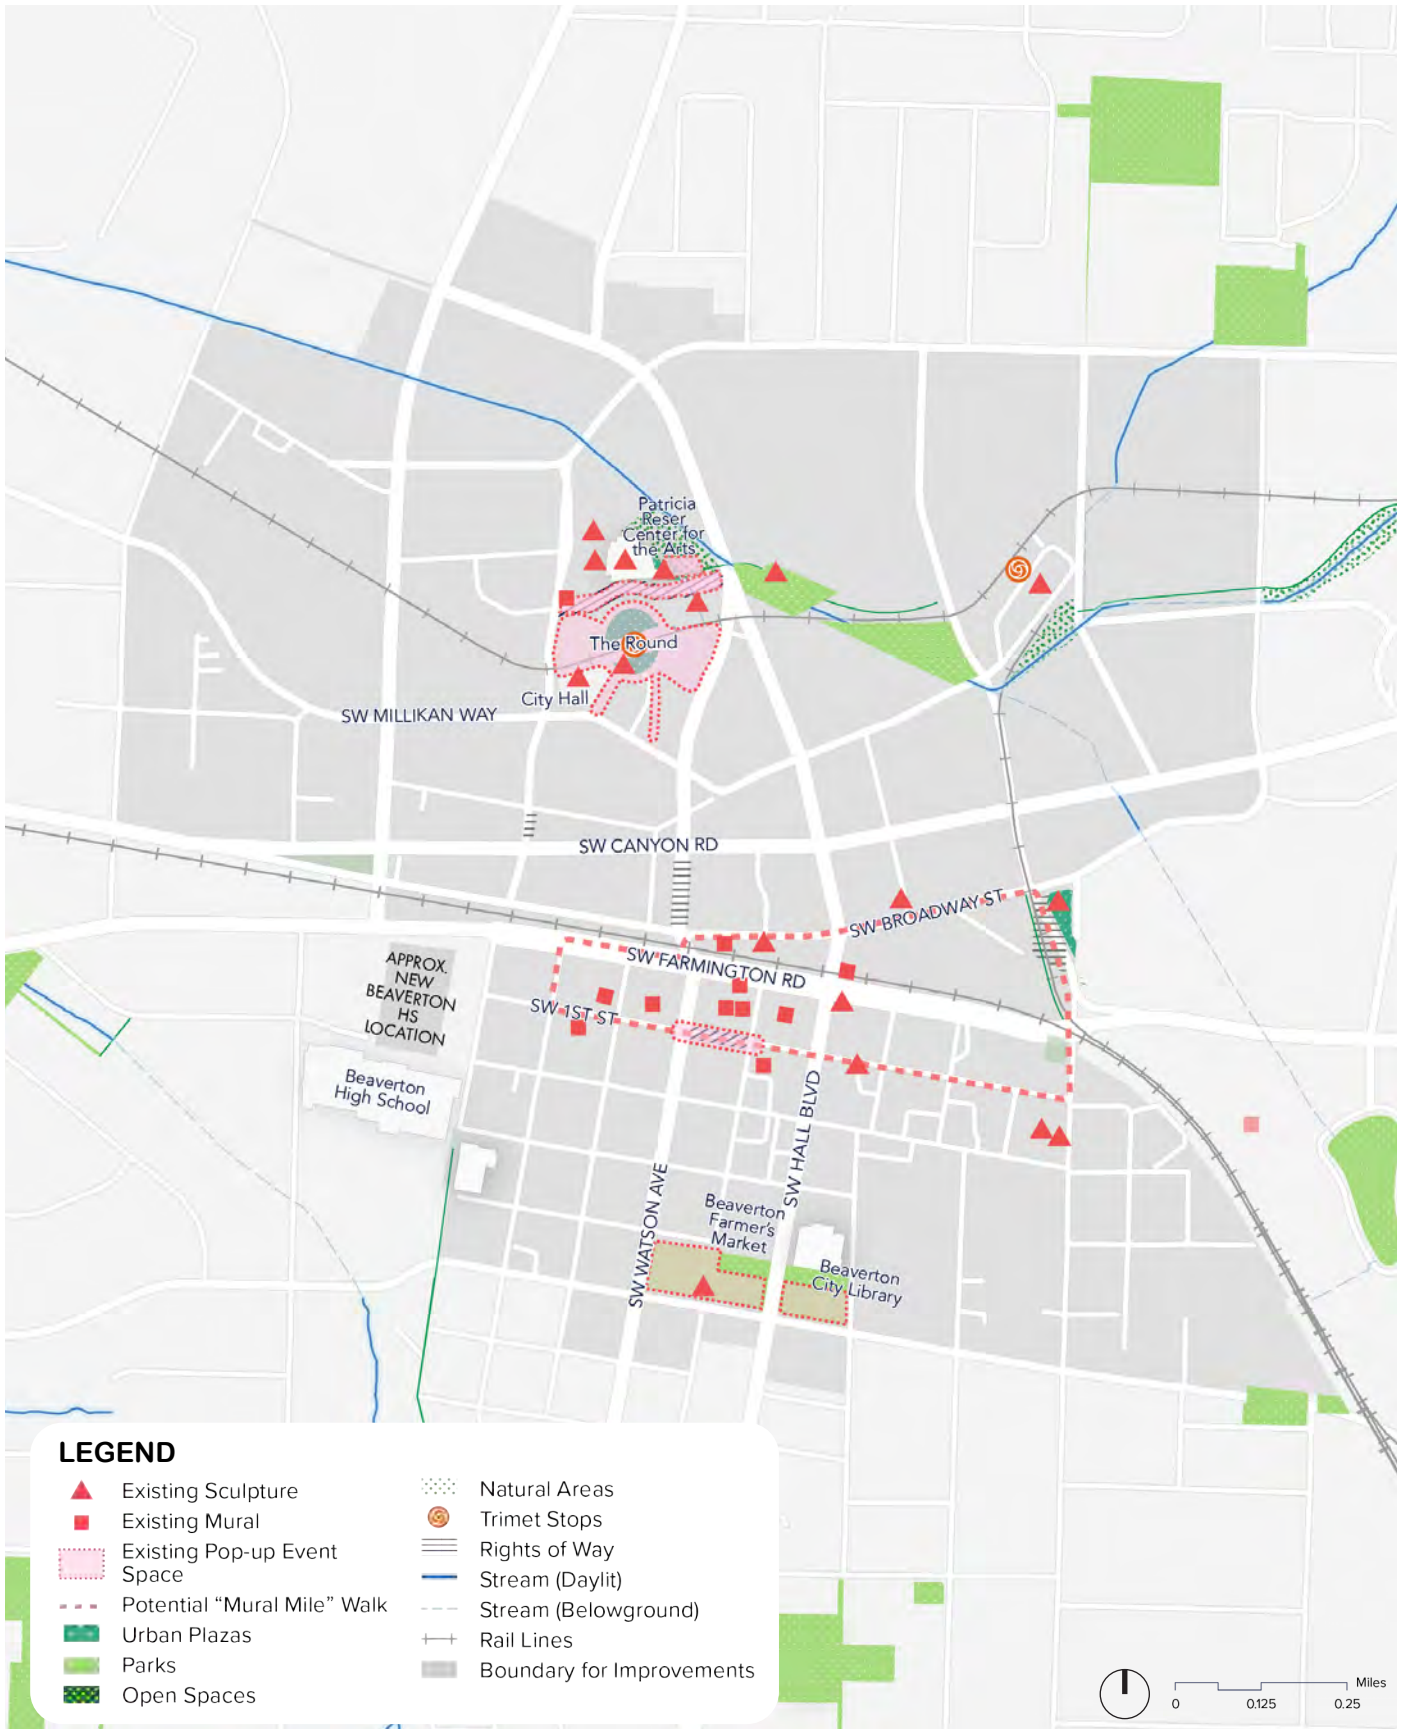 Patricia
Reser
Center for
the Arts
The Round
City Hall
SW MILLIKAN WAY
SW CANYON RD
SW BROADWAY ST
SW FARMINGTON RD
APPROX.
NEW
BEAVERTON
HS
LOCATION
SW 1ST ST
Beaverton
High School
SW HALL BLVD
SW WATSON AVE
Beaverton
Farmer's
Market
Beaverton
City Library
LEGEND
Existing Sculpture
Existing Mural
Existing Pop-up Event
Space
Potential “Mural Mile” Walk
Urban Plazas
Parks
Open Spaces
Natural Areas
Trimet Stops
Rights of Way
Stream (Daylit)
Stream (Belowground)
Rail Lines
Boundary for Improvements
Miles
0 0.125 0.25